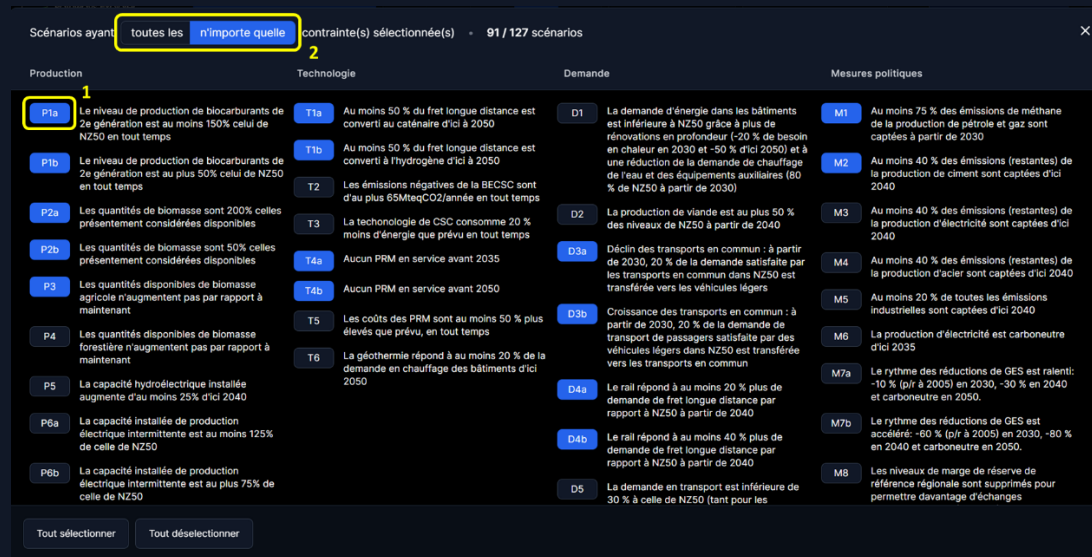 Scénarios ayant toutes les n'importe quelle contrainte(s) sélectionnée(s) • 91 / 127 scénarios ×
2
Production Technologie Demande Mesures politiques
1
P1a Le niveau de production de biocarburants de
2e génération est au moins 150% celui de
NZ50 en tout temps
P1b Le niveau de production de biocarburants de
2e génération est au plus 50% celui de NZ50
en tout temps
P2a Les quantités de biomasse sont 200% celles
présentement considérées disponibles
P2b Les quantités de biomasse sont 50% celles
présentement considérées disponibles
P3 Les quantités disponibles de biomasse
agricole n'augmentent pas par rapport à
maintenant
P4 Les quantités disponibles de biomasse
forestière n'augmentent pas par rapport à
maintenant
P5 La capacité hydroélectrique installée
augmente d'au moins 25% d'ici 2040
P6a La capacité installée de production
électrique intermittente est au moins 125%
de celle de NZ50
P6b La capacité installée de production
électrique intermittente est au plus 75% de
celle de NZ50
T1a Au moins 50 % du fret longue distance est
converti au caténaire d'ici à 2050
T1b Au moins 50 % du fret longue distance est
converti à l'hydrogène d'ici à 2050
T2 Les émissions négatives de la BECSC sont
d'au plus 65MteqCO2/année en tout temps
T3 La techonologie de CSC consomme 20 %
moins d'énergie que prévu en tout temps
T4a Aucun PRM en service avant 2035
T4b Aucun PRM en service avant 2050
T5 Les coûts des PRM sont au moins 50 % plus
élevés que prévu, en tout temps
T6 La géothermie répond à au moins 20 % de la
demande en chauffage des bâtiments d'ici
2050
D1 La demande d'énergie dans les bâtiments
est inférieure à NZ50 grâce à plus de
rénovations en profondeur (-20 % de besoin
en chaleur en 2030 et -50 % d'ici 2050) et à
une réduction de la demande de chauffage
de l'eau et des équipements auxiliaires (80
% de NZ50 à partir de 2030)
D2 La production de viande est au plus 50 %
des niveaux de NZ50 à partir de 2040
D3a Déclin des transports en commun : à partir
de 2030, 20 % de la demande satisfaite par
les transports en commun dans NZ50 est
transférée vers les véhicules légers
D3b Croissance des transports en commun : à
partir de 2030, 20 % de la demande de
transport de passagers satisfaite par des
véhicules légers dans NZ50 est transférée
vers les transports en commun
D4a Le rail répond à au moins 20 % plus de
demande de fret longue distance par
rapport à NZ50 à partir de 2040
D4b Le rail répond à au moins 40 % plus de
demande de fret longue distance par
rapport à NZ50 à partir de 2040
D5 La demande en transport est inférieure de
30 % à celle de NZ50 (tant pour les
M1 Au moins 75 % des émissions de méthane
de la production de pétrole et gaz sont
captées à partir de 2030
M2 Au moins 40 % des émissions (restantes) de
la production de ciment sont captées d'ici
2040
M3 Au moins 40 % des émissions (restantes) de
la production d'électricité sont captées d'ici
2040
M4 Au moins 40 % des émissions (restantes) de
la production d'acier sont captées d'ici 2040
M5 Au moins 20 % de toutes les émissions
industrielles sont captées d'ici 2040
M6 La production d'électricité est carboneutre
d'ici 2035
M7a Le rythme des réductions de GES est ralenti:
-10 % (p/r à 2005) en 2030, -30 % en 2040
et carboneutre en 2050.
M7b Le rythme des réductions de GES est
accéléré: -60 % (p/r à 2005) en 2030, -80 %
en 2040 et carboneutre en 2050.
M8 Les niveaux de marge de réserve de
référence régionale sont supprimés pour
permettre davantage d'échanges
Tout sélectionner Tout déselectionner